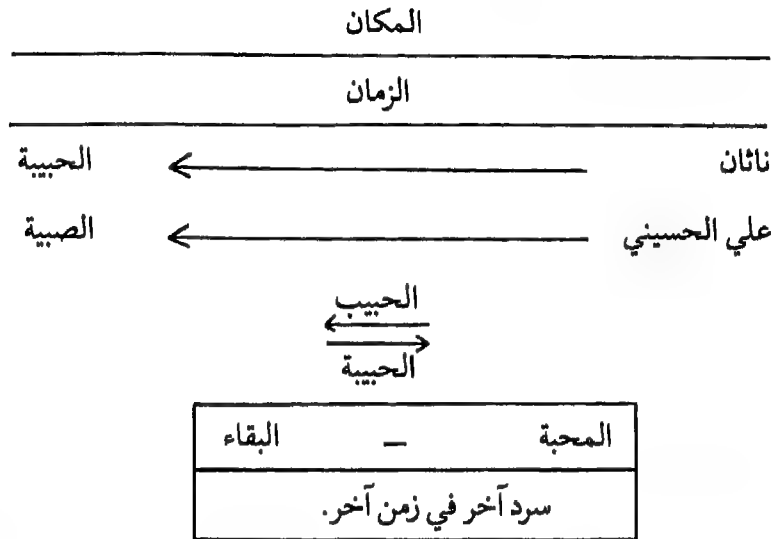 المكان
الزمان
ناثان الحبيبة
علي الحسيني الصبية
الحبيب
الحبيبة
المحبة – البقاء
سرد آخر في زمن آخر.